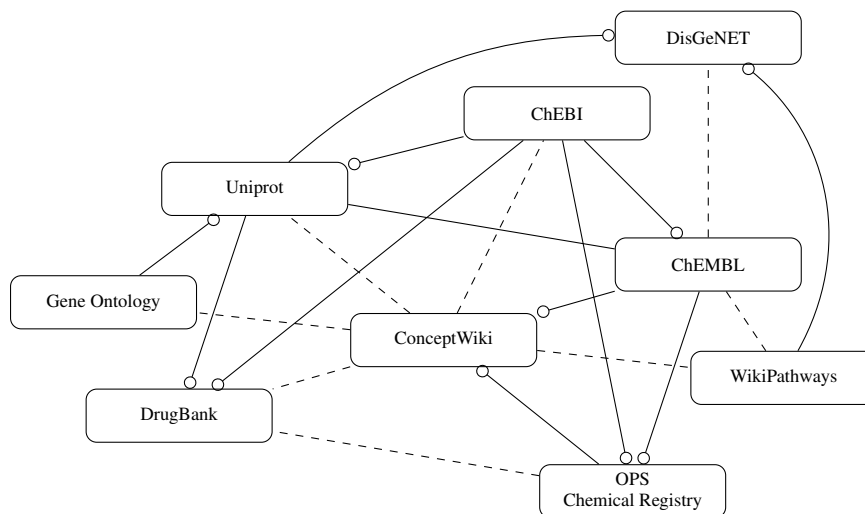 DisGeNET
ChEBI
Uniprot
ChEMBL
Gene Ontology
ConceptWiki
WikiPathways
DrugBank
OPS
Chemical Registry